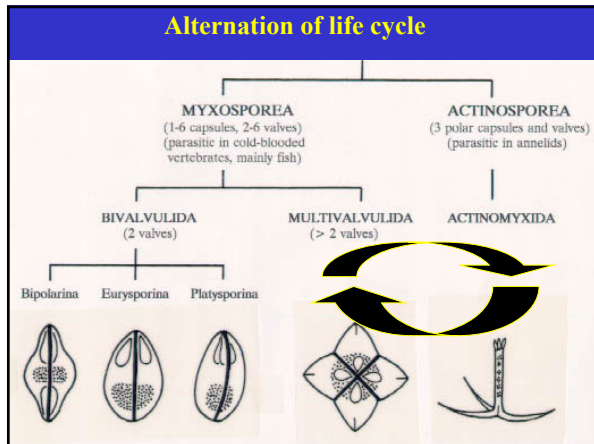 Alternation of life cycle
MYXOSPOREA
(1-6 capsules, 2-6 valves)
(parasitic in cold-blooded
vertebrates, mainly fish)
ACTINOSPOREA
(3 polar capsules and valves)
(parasitic in annelids)
BIVALVULIDA
(2 valves)
MULTIVALVULIDA
(> 2 valves)
ACTINOMYXIDA
Bipolarina Eurysporina Platysporina